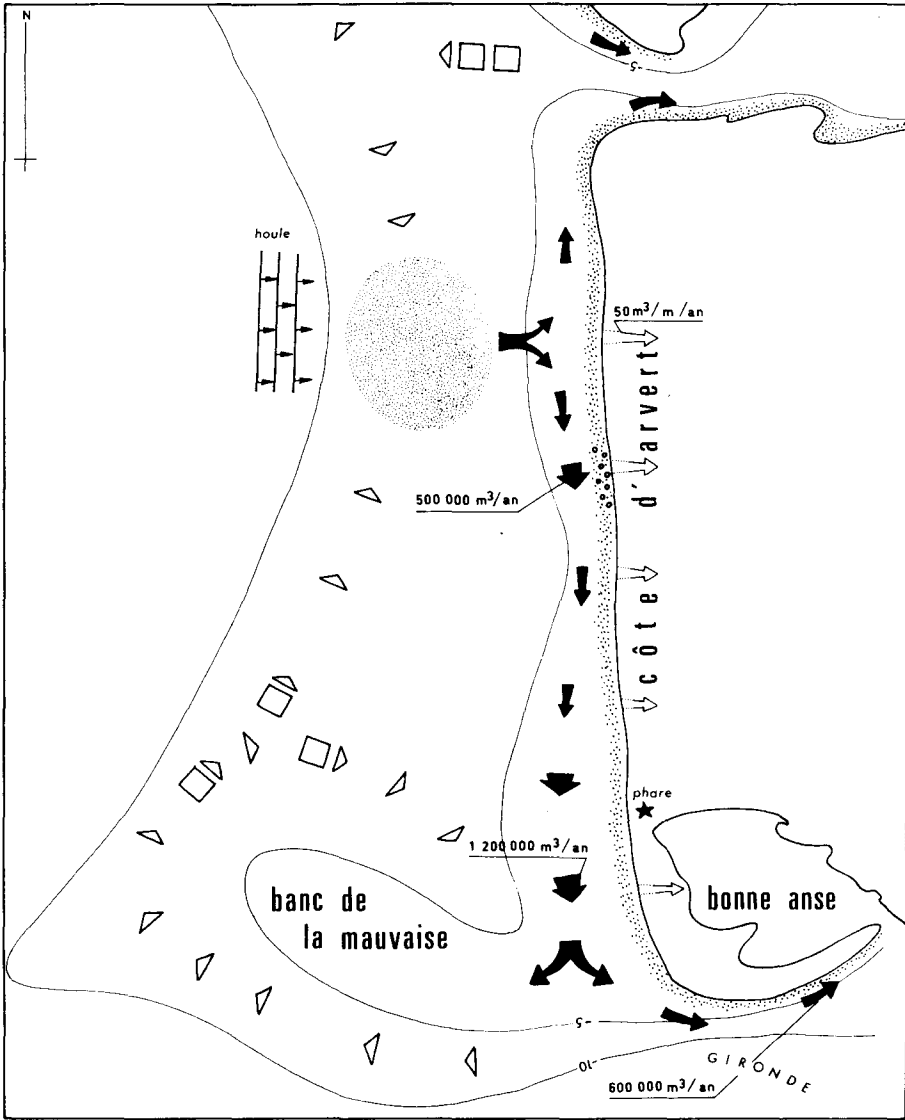 N
-5
houle
50 m³/m/an
côte d'arvert
500 000 m³/an
phare
1 200 000 m³/an
banc de
la mauvaise
bonne anse
-5
-10
GIRONDE
600 000 m³/an